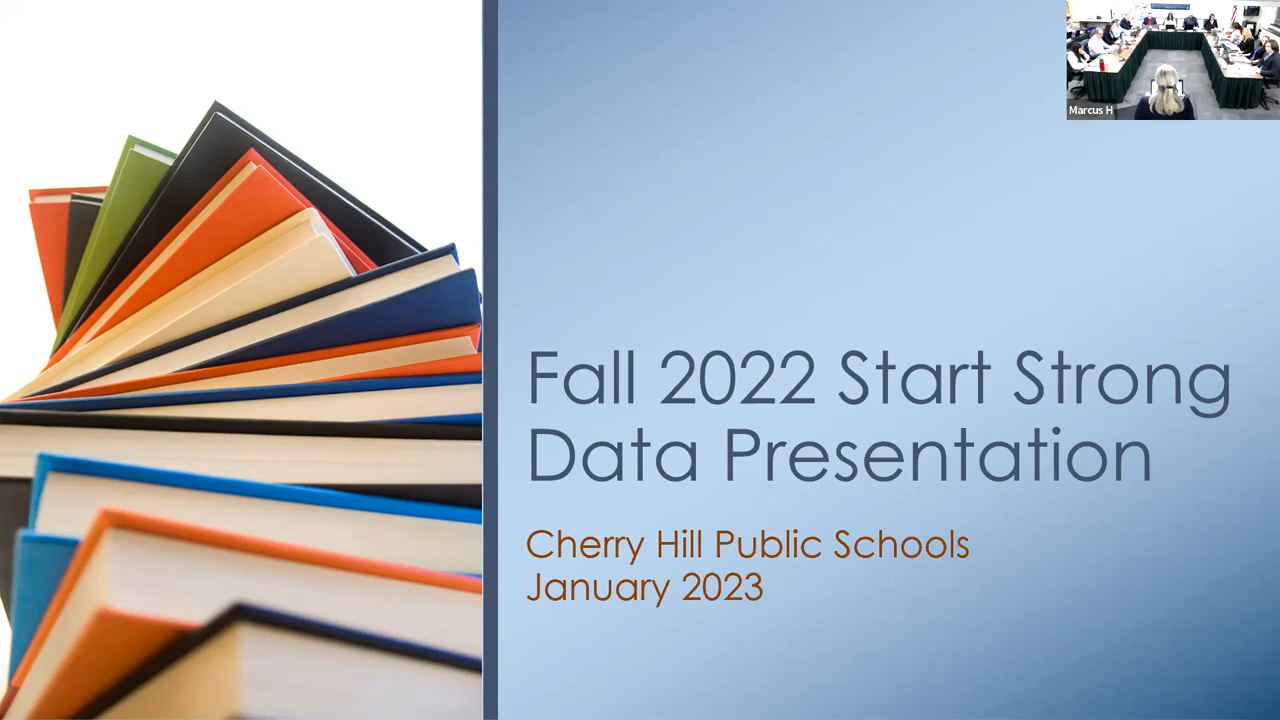 Marcus H
Fall 2022 Start Strong
Data Presentation
Cherry Hill Public Schools
January 2023